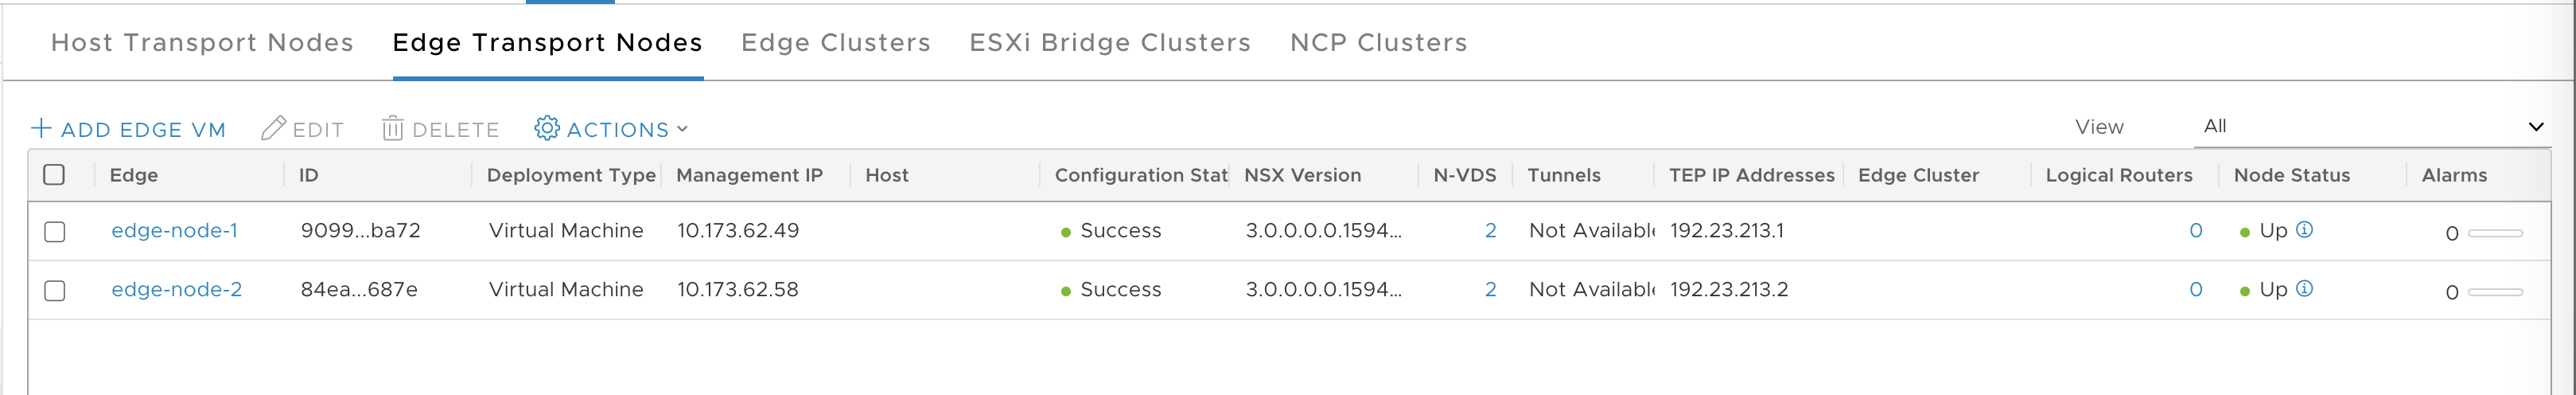 Host Transport Nodes Edge Transport Nodes Edge Clusters ESXi Bridge Clusters NCP Clusters
+ ADD EDGE VM EDIT DELETE ACTIONS View All
Edge ID Deployment Type Management IP Host Configuration Stat NSX Version N-VDS Tunnels TEP IP Addresses Edge Cluster Logical Routers Node Status Alarms
edge-node-1 9099...ba72 Virtual Machine 10.173.62.49 Success 3.0.0.0.0.1594... 2 Not Available 192.23.213.1 0 Up 0
edge-node-2 84ea...687e Virtual Machine 10.173.62.58 Success 3.0.0.0.0.1594... 2 Not Available 192.23.213.2 0 Up 0